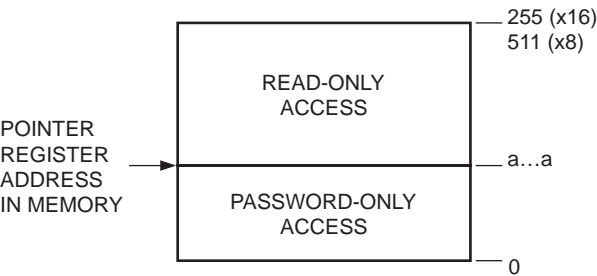 255 (x16)
511 (x8)
READ-ONLY
ACCESS
POINTER
REGISTER
ADDRESS
IN MEMORY
a…a
PASSWORD-ONLY
ACCESS
0